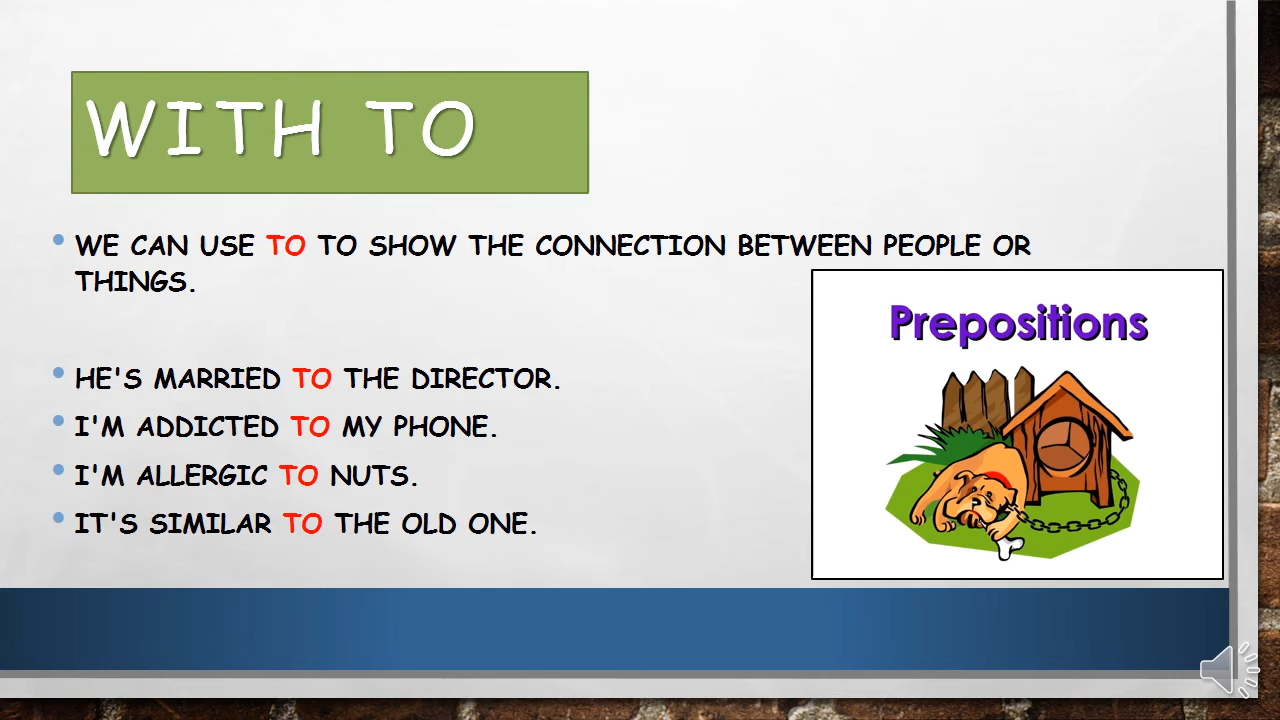 WITH TO
WE CAN USE TO TO SHOW THE CONNECTION BETWEEN PEOPLE OR
THINGS.
Prepositions
HE'S MARRIED TO THE DIRECTOR.
I'M ADDICTED TO MY PHONE.
I'M ALLERGIC TO NUTS.
IT'S SIMILAR TO THE OLD ONE.